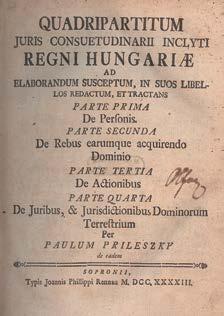 QUADRIPARTITUM
JURIS CONSUETUDINARII INCLYTI
REGNI HUNGARIÆ
AD
ELABORANDUM SUSCEPTUM, IN SUOS LIBEL-
LOS REDACTUM, ET TRACTANS
PARTE PRIMA
De Personis.
PARTE SECUNDA
De Rebus earumque acquirendo
Dominio
PARTE TERTIA
De Actionibus
PARTE QUARTA
De Juribus, & Jurisdictionibus Dominorum
Terrestrium
Per
PAULUM PRILESZKY
de eadem
SOPRONII,
Typis Joannis Philippi Rennau M. DCC, XXXXIII.